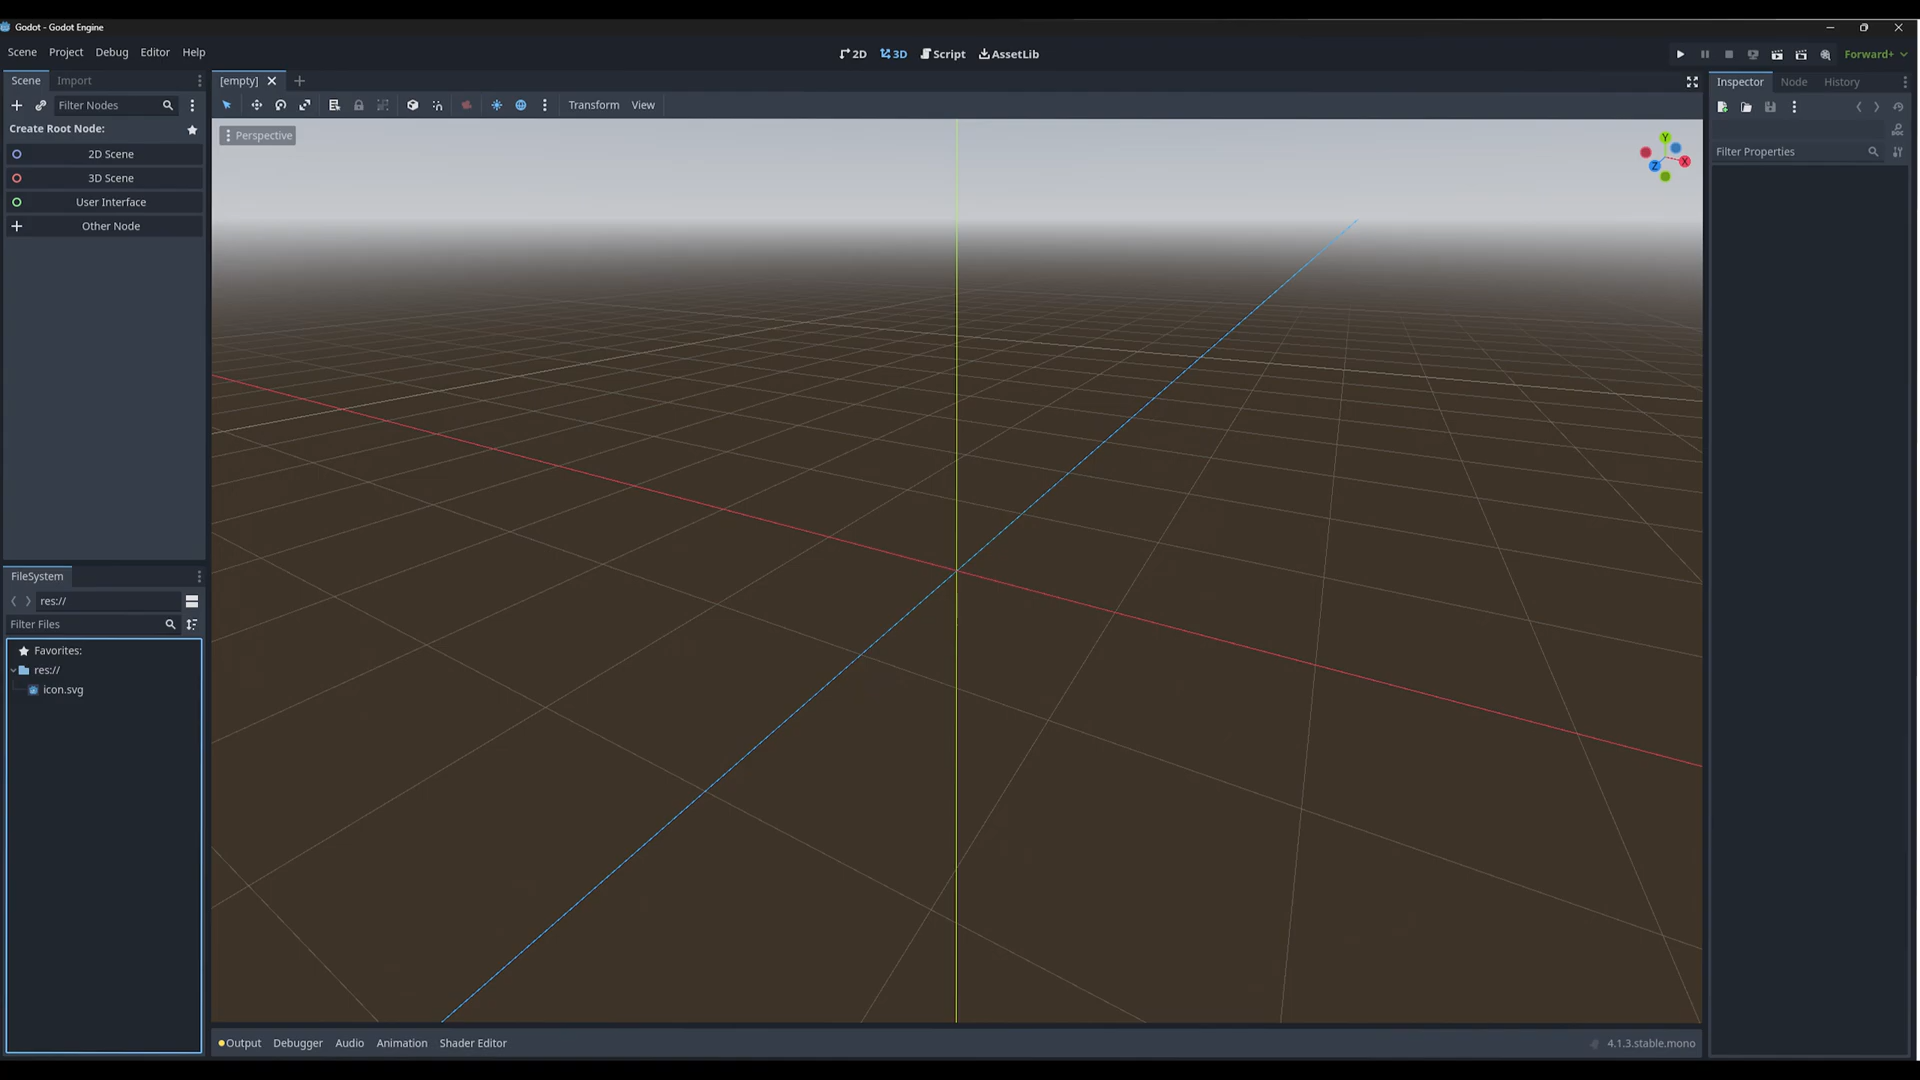 Godot - Godot Engine
Scene Project Debug Editor Help
2D 3D Script AssetLib
Forward+
Scene Import
[empty]
Inspector Node History
Filter Nodes
Transform View
Create Root Node:
Perspective
Y
X
Z
Filter Properties
2D Scene
3D Scene
User Interface
Other Node
FileSystem
res://
Filter Files
Favorites:
res://
icon.svg
Output Debugger Audio Animation Shader Editor
4.1.3.stable.mono